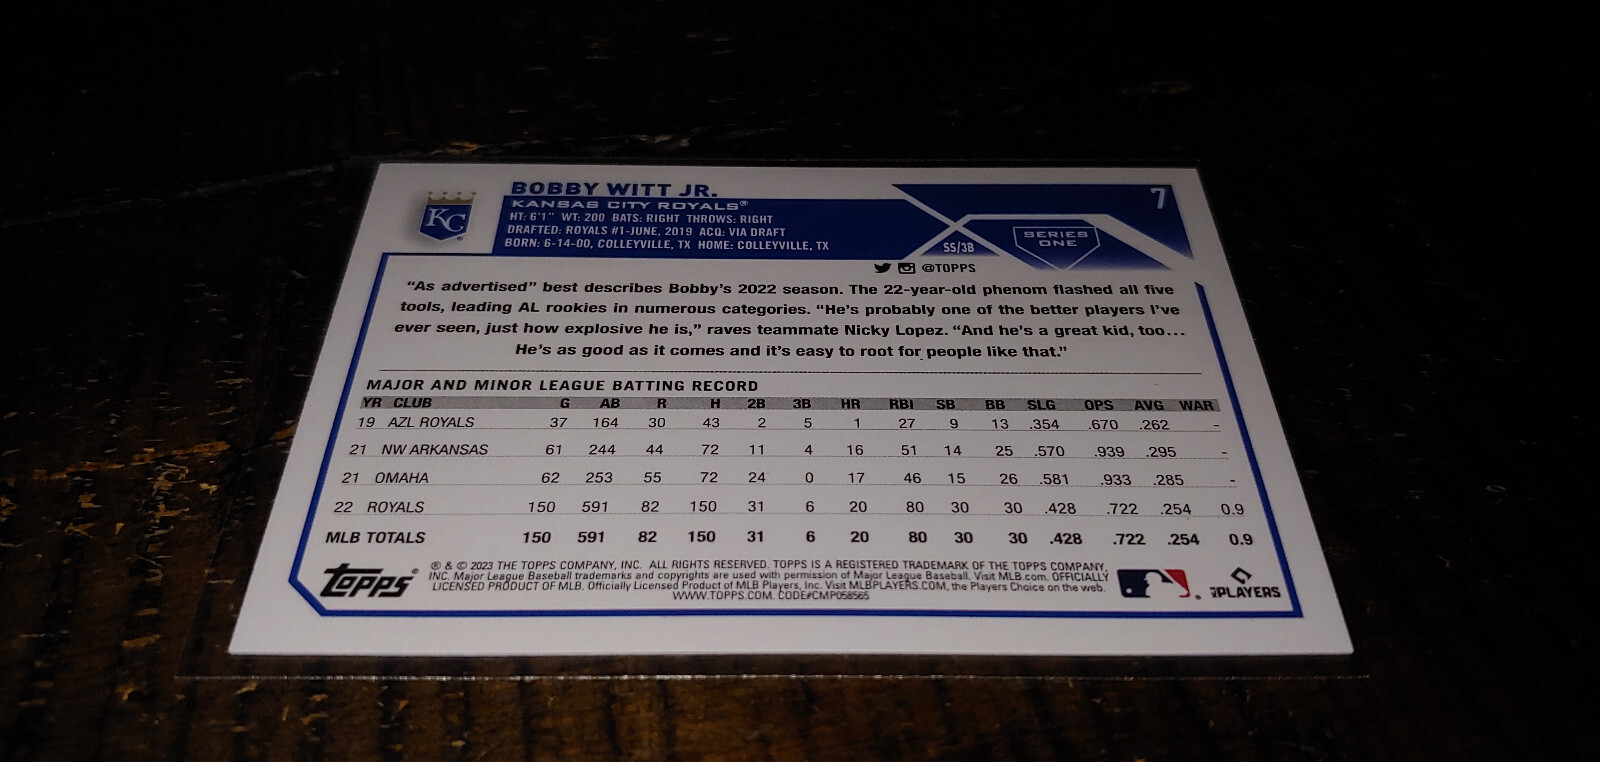 KC
BOBBY WITT JR.
7
KANSAS CITY ROYALS®
HT: 6'1" WT: 200 BATS: RIGHT THROWS: RIGHT
DRAFTED: ROYALS #1-JUNE, 2019 ACQ: VIA DRAFT
BORN: 6-14-00, COLLEYVILLE, TX HOME: COLLEYVILLE, TX
SS/3B
SERIES
ONE
@TOPPS
"As advertised" best describes Bobby's 2022 season. The 22-year-old phenom flashed all five
tools, leading AL rookies in numerous categories. "He's probably one of the better players I've
ever seen, just how explosive he is," raves teammate Nicky Lopez. "And he's a great kid, too...
He's as good as it comes and it's easy to root for people like that."
MAJOR AND MINOR LEAGUE BATTING RECORD
YR CLUB G AB R H 2B 3B HR RBI SB BB SLG OPS AVG WAR
19 AZL ROYALS 37 164 30 43 2 5 1 27 9 13 .354 .670 .262 -
21 NW ARKANSAS 61 244 44 72 11 4 16 51 14 25 .570 .939 .295 -
21 OMAHA 62 253 55 72 24 0 17 46 15 26 .581 .933 .285 -
22 ROYALS 150 591 82 150 31 6 20 80 30 30 .428 .722 .254 0.9
MLB TOTALS 150 591 82 150 31 6 20 80 30 30 .428 .722 .254 0.9
Topps®
® & © 2023 THE TOPPS COMPANY, INC. ALL RIGHTS RESERVED. TOPPS IS A REGISTERED TRADEMARK OF THE TOPPS COMPANY,
INC. Major League Baseball trademarks and copyrights are used with permission of Major League Baseball. Visit MLB.com. OFFICIALLY
LICENSED PRODUCT OF MLB. Officially Licensed Product of MLB Players, Inc. Visit MLBPLAYERS.COM, the Players Choice on the web.
WWW.TOPPS.COM. CODE#CMP058565
PLAYERS